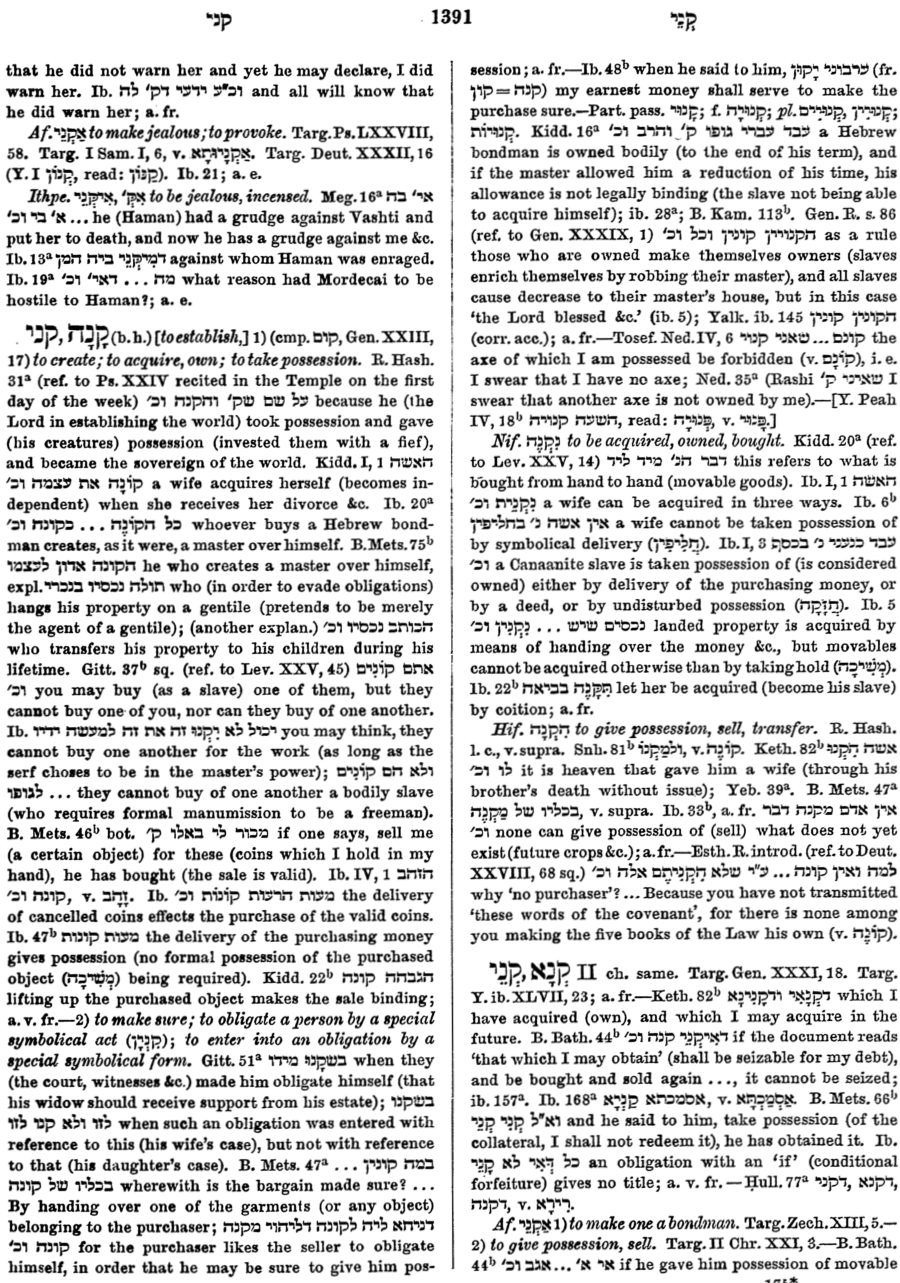 קני 1391 קְנֵי
that he did not warn her and yet he may declare, I did
warn her. Ib. וכ"ע ידעי דק' לה and all will know that
he did warn her; a. fr.
Af. אַקְנֵי to make jealous; to provoke. Targ. Ps. LXXVIII,
58. Targ. I Sam. I, 6, v. אַקְנָיוּתָא. Targ. Deut. XXXII, 16
(Y. I קַנּוֹן, read: קַנּוּן). Ib. 21; a. e.
Ithpe. אִיקְּנֵי, אִקְּ' to be jealous, incensed. Meg. 16ᵃ אי' בה
א' בי וכ' ... he (Haman) had a grudge against Vashti and
put her to death, and now he has a grudge against me &c.
Ib. 13ᵃ דמיקני ביה המן against whom Haman was enraged.
Ib. 19ᵃ מה ... דאי' וכ' what reason had Mordecai to be
hostile to Haman?; a. e.
קָנָה, קני (b. h.) [to establish,] 1) (cmp. קום, Gen. XXIII,
17) to create; to acquire, own; to take possession. R. Hash.
31ᵃ (ref. to Ps. XXIV recited in the Temple on the first
day of the week) על שם שק' והקנה וכ' because he (the
Lord in establishing the world) took possession and gave
(his creatures) possession (invested them with a fief),
and became the sovereign of the world. Kidd. I, 1 האשה
קונָה את עצמה וכ' a wife acquires herself (becomes in-
dependent) when she receives her divorce &c. Ib. 20ᵃ
כל הקונֶה ... כקונה וכ' whoever buys a Hebrew bond-
man creates, as it were, a master over himself. B. Mets. 75ᵇ
הקונה אדון לעצמו he who creates a master over himself,
expl. תולה נכסיו בנכרי who (in order to evade obligations)
hangs his property on a gentile (pretends to be merely
the agent of a gentile); (another explan.) הכותב נכסיו וכ'
who transfers his property to his children during his
lifetime. Gitt. 37ᵇ sq. (ref. to Lev. XXV, 45) אתם קונים
וכ' you may buy (as a slave) one of them, but they
cannot buy one of you, nor can they buy of one another.
Ib. יכול לא יקנו זה את זה למעשה ידיו you may think, they
cannot buy one another for the work (as long as the
serf choses to be in the master's power); ולא הם קונים
לגופו ... they cannot buy of one another a bodily slave
(who requires formal manumission to be a freeman).
B. Mets. 46ᵇ bot. מכור לי באלו ק' if one says, sell me
(a certain object) for these (coins which I hold in my
hand), he has bought (the sale is valid). Ib. IV, 1 הזהב
קונה וכ', v. זָהָב. Ib. מעות הרעות קונות וכ' the delivery
of cancelled coins effects the purchase of the valid coins.
Ib. 47ᵇ מעות קונות the delivery of the purchasing money
gives possession (no formal possession of the purchased
object (מְשִׁיכָה) being required). Kidd. 22ᵇ הגבהה קונה
lifting up the purchased object makes the sale binding;
a. v. fr.—2) to make sure; to obligate a person by a special
symbolical act (קִנְיָן); to enter into an obligation by a
special symbolical form. Gitt. 51ᵃ בשקנו מידו when they
(the court, witnesses &c.) made him obligate himself (that
his widow should receive support from his estate); בשקנו
לזו ולא קנו לזו when such an obligation was entered with
reference to this (his wife's case), but not with reference
to that (his daughter's case). B. Mets. 47ᵃ במה קונין ...
בכליו של קונה wherewith is the bargain made sure? ...
By handing over one of the garments (or any object)
belonging to the purchaser; דניחא ליה לקונה דליהוי מקנה
קונה וכ' for the purchaser likes the seller to obligate
himself, in order that he may be sure to give him pos-
session; a. fr.—Ib. 48ᵇ when he said to him, ערבוני יָקוּן (fr.
קון = קנה) my earnest money shall serve to make the
purchase sure.—Part. pass. קָנוּי; f. קְנוּיָה; pl. קְנוּיִים, קְנוּיִין;
קְנוּיוֹת. Kidd. 16ᵃ עבד עברי גופו ק' והרב וכ' a Hebrew
bondman is owned bodily (to the end of his term), and
if the master allowed him a reduction of his time, his
allowance is not legally binding (the slave not being able
to acquire himself); ib. 28ᵃ; B. Kam. 113ᵇ. Gen. R. s. 86
(ref. to Gen. XXXIX, 1) הקנויין קונין וכל וכ' as a rule
those who are owned make themselves owners (slaves
enrich themselves by robbing their master), and all slaves
cause decrease to their master's house, but in this case
'the Lord blessed &c.' (ib. 5); Yalk. ib. 145 הקונין קונין
(corr. acc.); a. fr.—Tosef. Ned. IV, 6 קונם ... שאני קנוי the
axe of which I am possessed be forbidden (v. קוֹנָם), i. e.
I swear that I have no axe; Ned. 35ᵃ (Rashi שאיני ק' I
swear that another axe is not owned by me).—[Y. Peah
IV, 18ᵇ השעה קנויה, read: פְּנוּיָה, v. פָּנוּי.]
Nif. נִקְנָה to be acquired, owned, bought. Kidd. 20ᵃ (ref.
to Lev. XXV, 14) דבר הנ' מיד ליד this refers to what is
bought from hand to hand (movable goods). Ib. I, 1 האשה
נִקְנֵית וכ' a wife can be acquired in three ways. Ib. 6ᵇ
אין אשה נ' בחליפין a wife cannot be taken possession of
by symbolical delivery (חֲלִיפִין). Ib. I, 3 עבד כנעני נ' בכסף
וכ' a Canaanite slave is taken possession of (is considered
owned) either by delivery of the purchasing money, or
by a deed, or by undisturbed possession (חֲזָקָה). Ib. 5
נכסים שיש ... נִקְנִין וכ' landed property is acquired by
means of handing over the money &c., but movables
cannot be acquired otherwise than by taking hold (מְשִׁיכָה).
Ib. 22ᵇ תִּקָּנֶה בביאה let her be acquired (become his slave)
by coition; a. fr.
Hif. הִקְנָה to give possession, sell, transfer. R. Hash.
l. c., v. supra. Snh. 81ᵇ ולמַקְנוֹ, v. קוֹנֶה. Keth. 82ᵇ אשה הִקְנוּ
לו וכ' it is heaven that gave him a wife (through his
brother's death without issue); Yeb. 39ᵃ. B. Mets. 47ᵃ
בכליו של מַקְנֶה, v. supra. Ib. 33ᵇ, a. fr. אין אדם מקנה דבר
וכ' none can give possession of (sell) what does not yet
exist (future crops &c.); a. fr.—Esth. R. introd. (ref. to Deut.
XXVIII, 68 sq.) למה ואין קונה ... ע"י שלא הִקְנֵיתֶם אלה וכ'
why 'no purchaser'? ... Because you have not transmitted
'these words of the covenant', for there is none among
you making the five books of the Law his own (v. קוֹנֶה).
קְנָא, קְנֵי II ch. same. Targ. Gen. XXXI, 18. Targ.
Y. ib. XLVII, 23; a. fr.—Keth. 82ᵇ דקנאי ודקנינא which I
have acquired (own), and which I may acquire in the
future. B. Bath. 44ᵇ דאיקני קנה וכ' if the document reads
'that which I may obtain' (shall be seizable for my debt),
and be bought and sold again ..., it cannot be seized;
ib. 157ᵃ. Ib. 168ᵃ אסמכתא קניא, v. אַסְמַכְתָּא. B. Mets. 66ᵇ
וא"ל קני קני and he said to him, take possession (of the
collateral, I shall not redeem it), he has obtained it. Ib.
כל דאי לא קני an obligation with an 'if' (conditional
forfeiture) gives no title; a. v. fr.—Ḥull. 77ᵃ דקנא, דקני,
דקנה, v. רירא.
Af. אַקְנֵי 1) to make one a bondman. Targ. Zech. XIII, 5.—
2) to give possession, sell. Targ. II Chr. XXI, 3.—B. Bath.
44ᵇ אי א' ... אגב וכ' if he gave him possession of movable